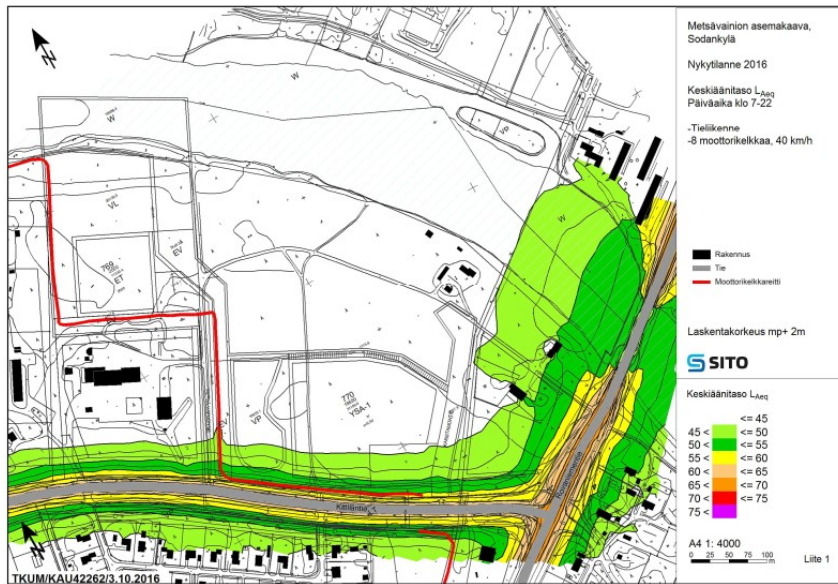 Metsävainion asemakaava,
Sodankylä
Nykytilanne 2016
Keskiäänitaso LAeq
Päiväaika klo 7-22
-Tieliikenne
-8 moottorikelkkaa, 40 km/h
Rakennus
Tie
Moottorikelkkareitti
Laskentakorkeus mp+ 2m
SITO
Keskiäänitaso LAeq
<= 45
45 < <= 50
50 < <= 55
55 < <= 60
60 < <= 65
65 < <= 70
70 < <= 75
75 <
A4 1: 4000
0 25 50 75 100
m
Liite 1
N
W
W
VP
VL
EV
769
ET
W
770
YSA-1
VP
EV
Kittiläntie
Rovaniementie
N
TKUM/KAU42262/3.10.2016